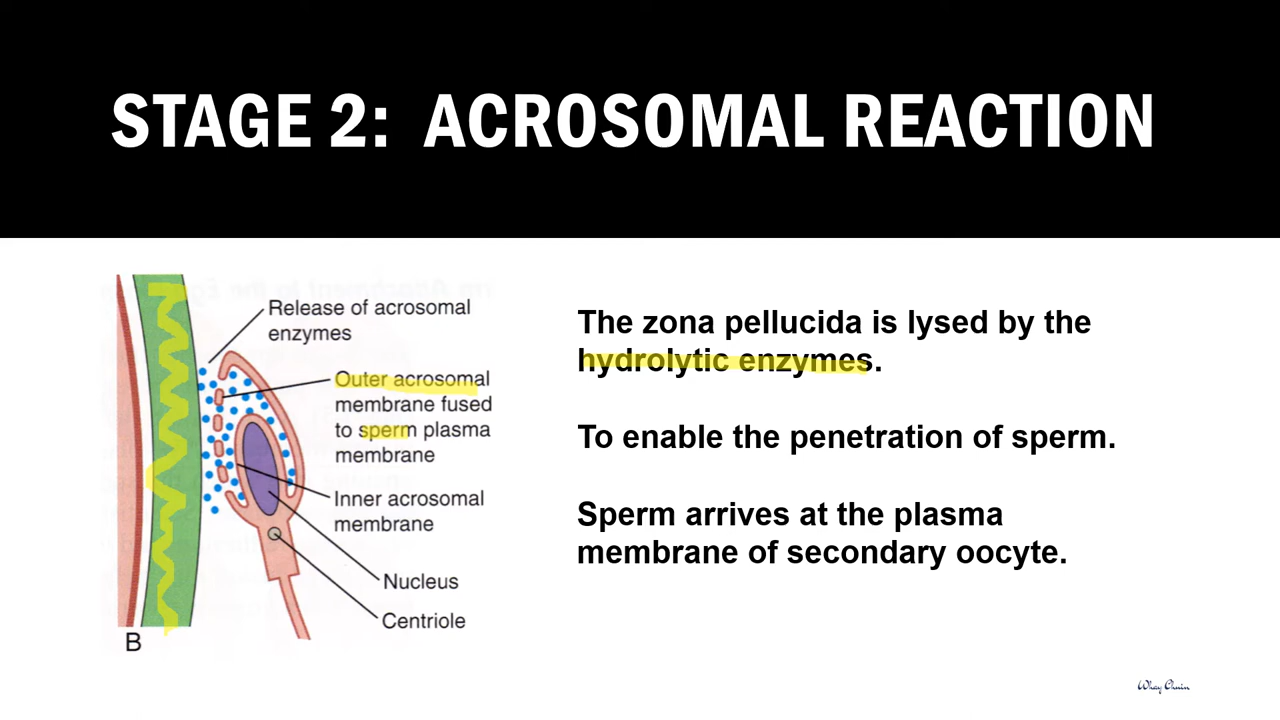 STAGE 2: ACROSOMAL REACTION
Release of acrosomal
enzymes
Outer acrosomal
membrane fused
to sperm plasma
membrane
Inner acrosomal
membrane
Nucleus
Centriole
B
The zona pellucida is lysed by the
hydrolytic enzymes.
To enable the penetration of sperm.
Sperm arrives at the plasma
membrane of secondary oocyte.